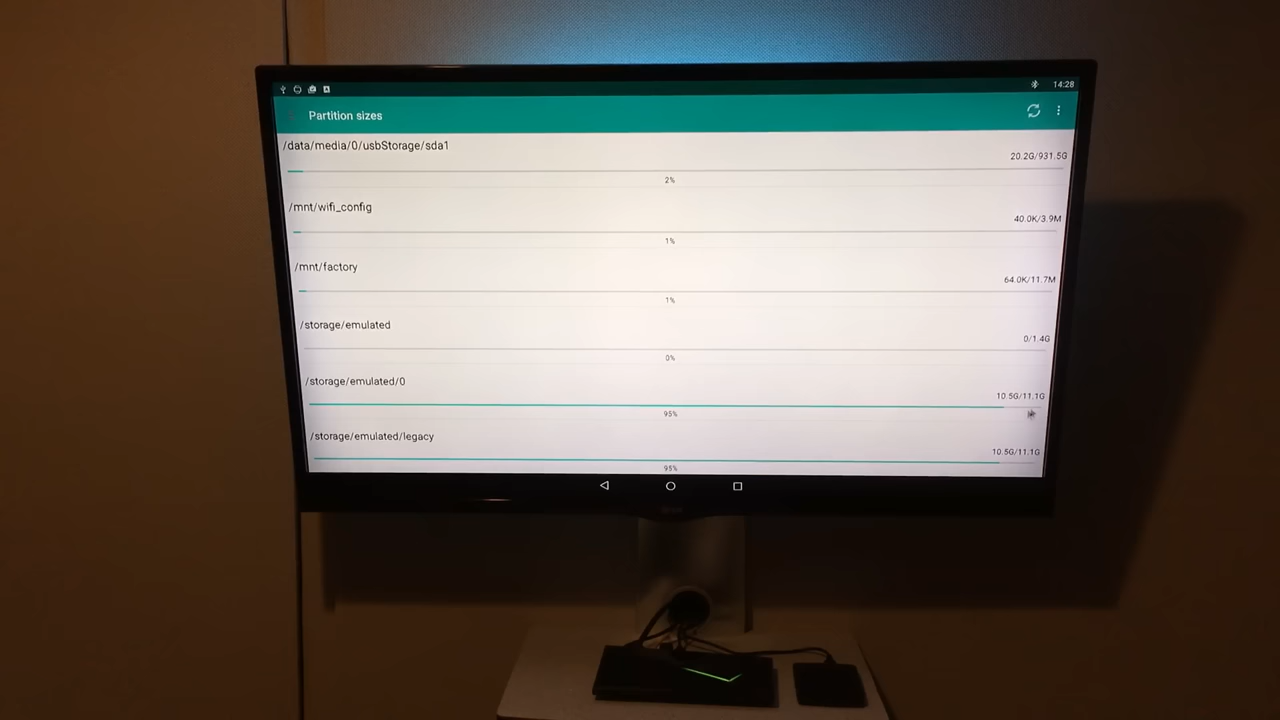 14:28
Partition sizes
/data/media/0/usbStorage/sda1
20.2G/931.5G
2%
/mnt/wifi_config
40.0K/3.9M
1%
/mnt/factory
64.0K/11.7M
1%
/storage/emulated
0/1.4G
0%
/storage/emulated/0
10.5G/11.1G
95%
/storage/emulated/legacy
10.5G/11.1G
95%